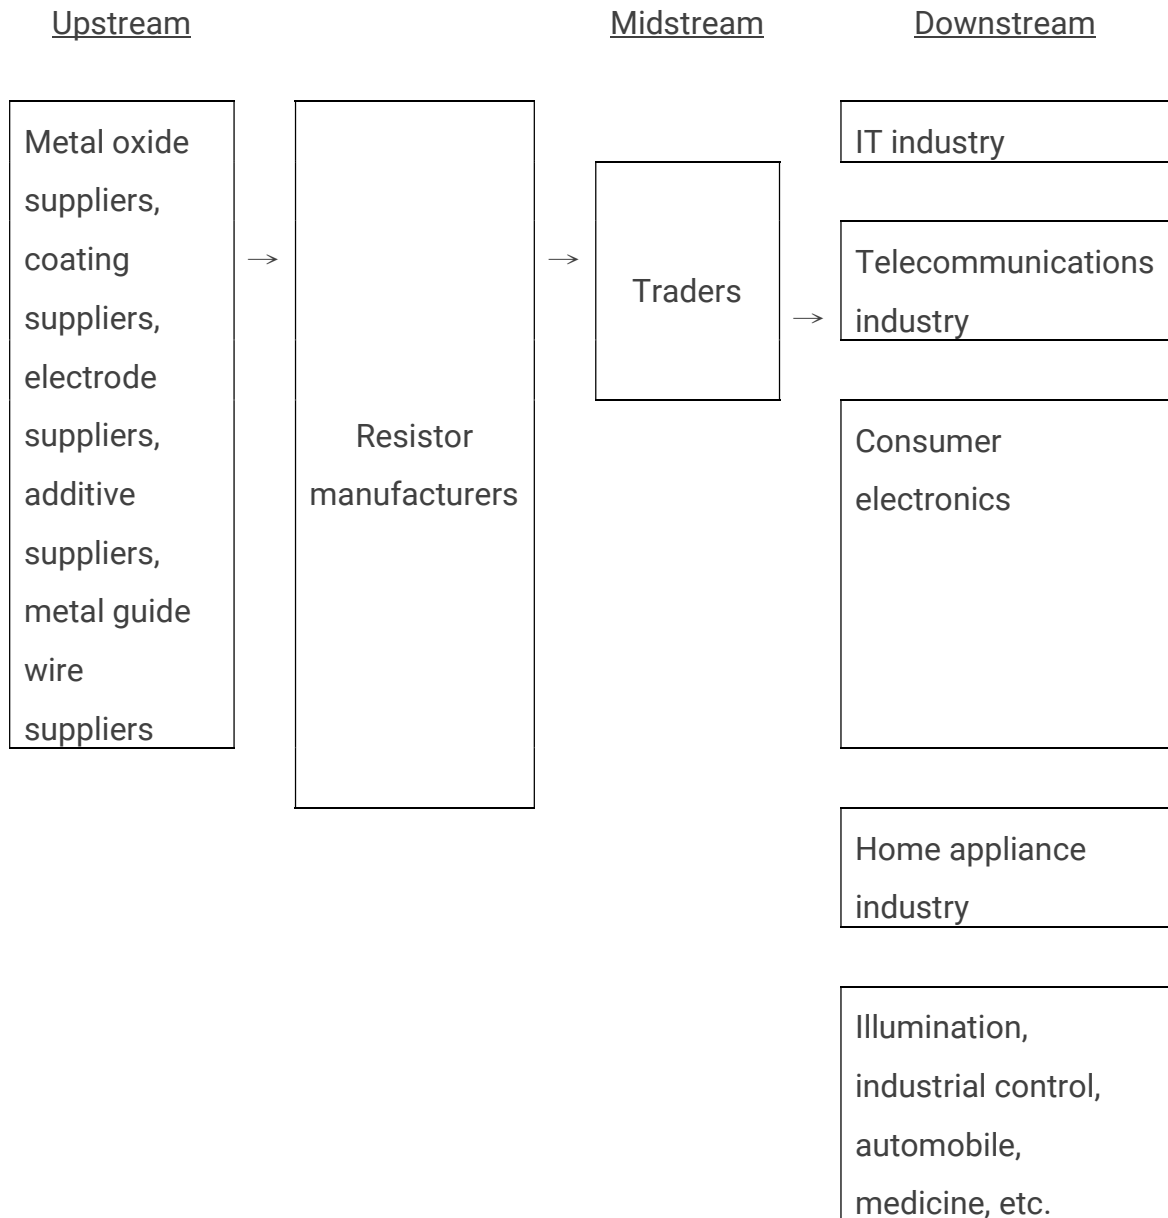 Upstream
Midstream
Downstream
Metal oxide
suppliers,
coating
suppliers,
electrode
suppliers,
additive
suppliers,
metal guide
wire
suppliers
→
Resistor
manufacturers
→
Traders
→
IT industry
Telecommunications
industry
Consumer
electronics
Home appliance
industry
Illumination,
industrial control,
automobile,
medicine, etc.